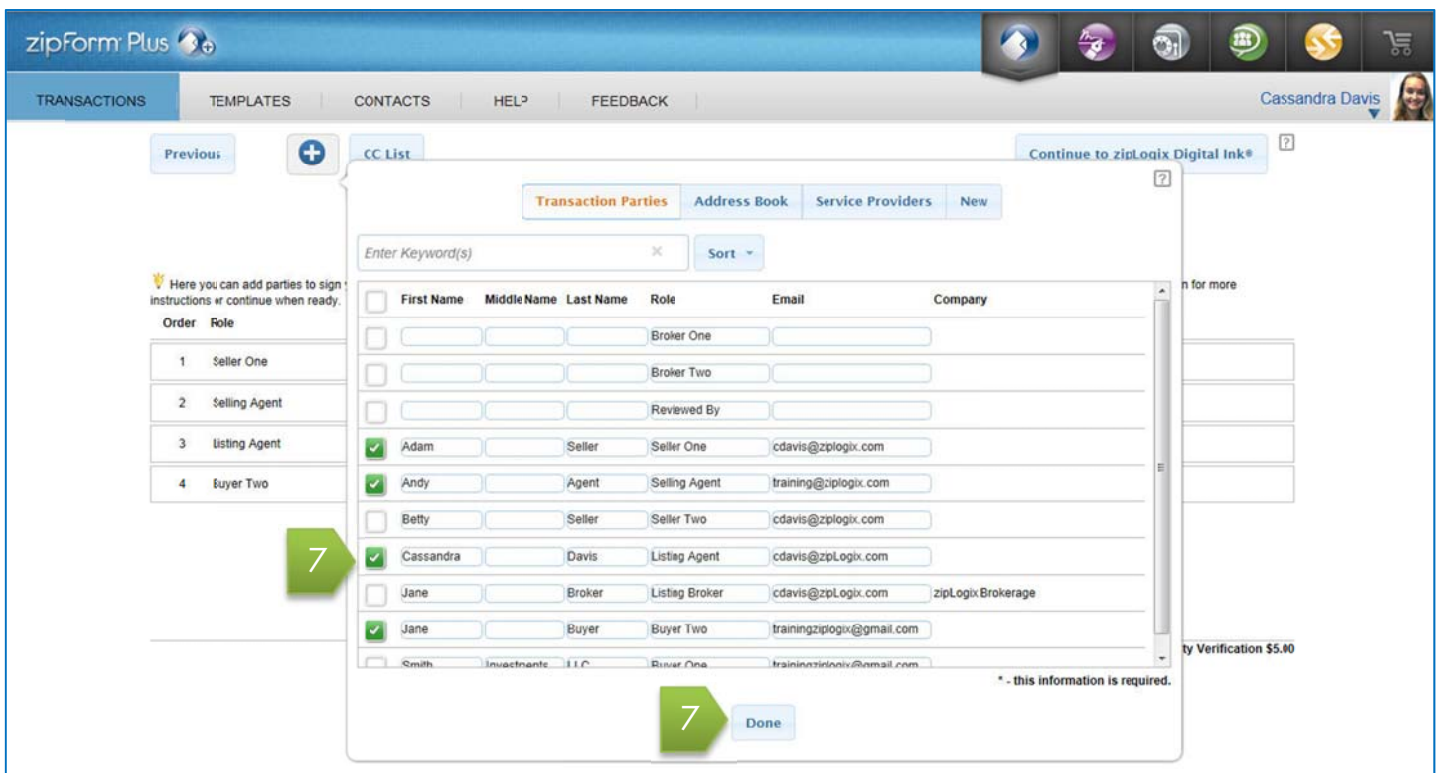 zipForm Plus
TRANSACTIONS TEMPLATES CONTACTS HELP FEEDBACK Cassandra Davis
Previous CC List Continue to zipLogix Digital Ink®
Transaction Parties Address Book Service Providers New
Enter Keyword(s) Sort
Here you can add parties to sign n for more
instructions or continue when ready.
Order Role
1 Seller One
2 Selling Agent
3 Listing Agent
4 Buyer Two
First Name Middle Name Last Name Role Email Company
Broker One
Broker Two
Reviewed By
Adam Seller Seller One cdavis@ziplogix.com
Andy Agent Selling Agent training@ziplogix.com
Betty Seller Seller Two cdavis@ziplogix.com
7 Cassandra Davis Listing Agent cdavis@zipLogix.com
Jane Broker Listing Broker cdavis@zipLogix.com zipLogix Brokerage
Jane Buyer Buyer Two trainingziplogix@gmail.com
Smith Investments LLC Buyer One trainingziplogix@gmail.com
ty Verification $5.00
* - this information is required.
7 Done